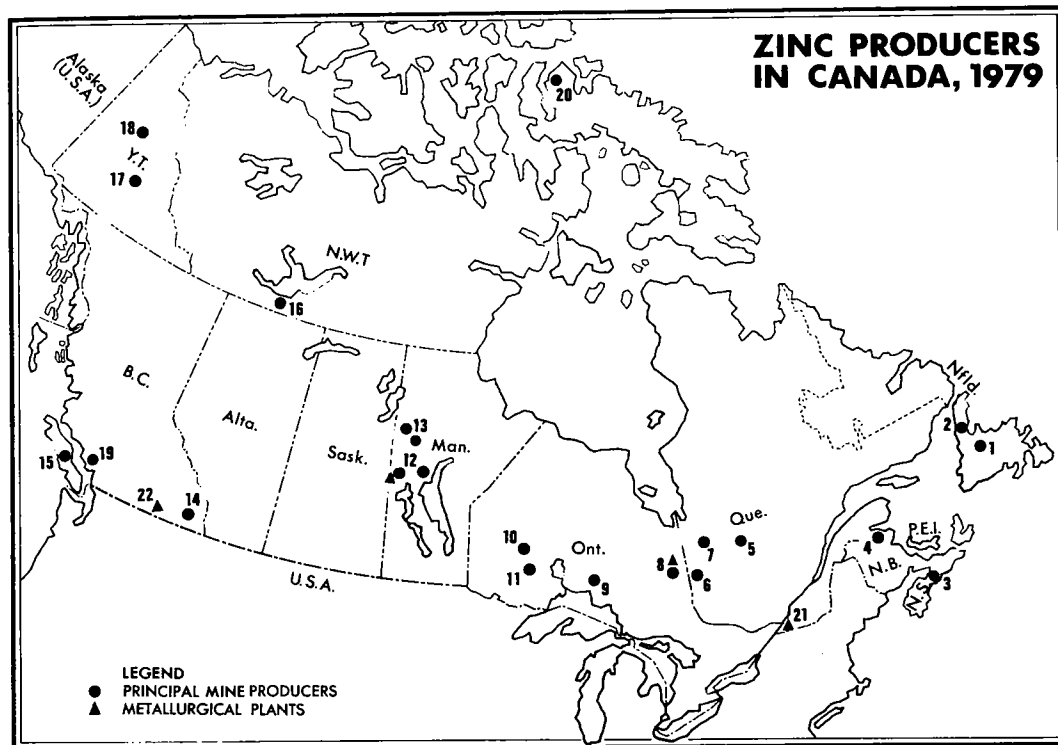 ZINC PRODUCERS
IN CANADA, 1979
Alaska
(U.S.A.)
20
18
Y.T.
17
N.W.T
16
B.C.
Nfld.
2
1
13
Alta.
Man.
Sask.
12
15
19
22
14
Que.
P.E.I.
10
Ont.
7
5
4
N.B.
8
11
6
9
3
N.S.
U.S.A.
21
LEGEND
PRINCIPAL MINE PRODUCERS
METALLURGICAL PLANTS